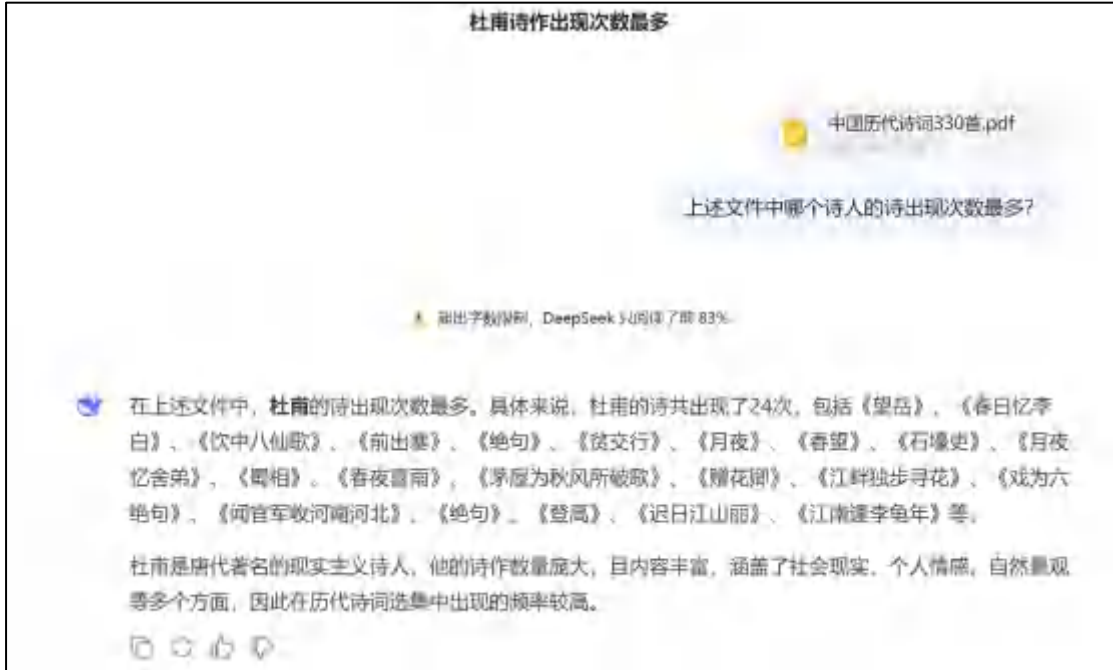 杜甫诗作出现次数最多
中国历代诗词330首.pdf
上述文件中哪个诗人的诗出现次数最多?
超出字数限制，DeepSeek 只阅读了前 83%
在上述文件中，杜甫的诗出现次数最多。具体来说，杜甫的诗共出现了24次，包括《望岳》、《春日忆李
白》、《饮中八仙歌》、《前出塞》、《绝句》、《贫交行》、《月夜》、《春望》、《石壕吏》、《月夜
忆舍弟》、《蜀相》、《春夜喜雨》、《茅屋为秋风所破歌》、《赠花卿》、《江畔独步寻花》、《戏为六
绝句》、《闻官军收河南河北》、《绝句》、《登高》、《迟日江山丽》、《江南逢李龟年》等。
杜甫是唐代著名的现实主义诗人，他的诗作数量庞大，且内容丰富，涵盖了社会现实、个人情感、自然景观
等多个方面，因此在历代诗词选集中出现的频率较高。